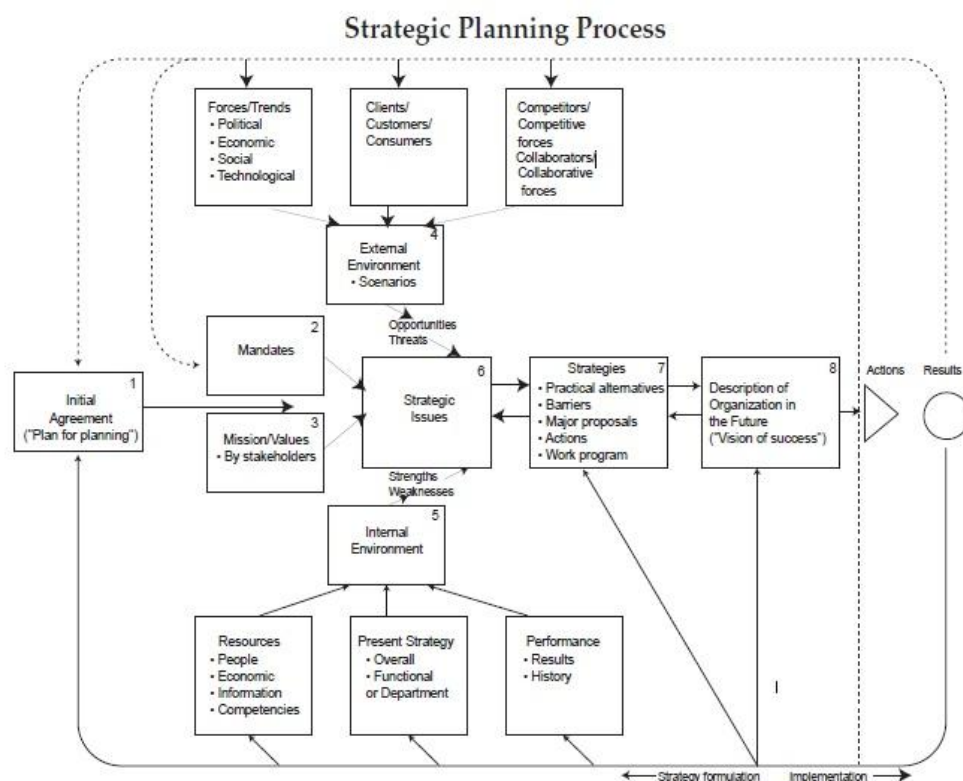 Strategic Planning Process
Forces/Trends
• Political
• Economic
• Social
• Technological
Clients/
Customers/
Consumers
Competitors/
Competitive
forces
Collaborators/
Collaborative
forces
4
External
Environment
• Scenarios
Opportunities
Threats
2
Mandates
1
Initial
Agreement
("Plan for planning")
3
Mission/Values
• By stakeholders
6
Strategic
Issues
Strategies 7
• Practical alternatives
• Barriers
• Major proposals
• Actions
• Work program
8
Description of
Organization in
the Future
("Vision of success")
Actions
Results
Strengths
Weaknesses
5
Internal
Environment
Resources
• People
• Economic
• Information
• Competencies
Present Strategy
• Overall
• Functional
or Department
Performance
• Results
• History
Strategy formulation
Implementation